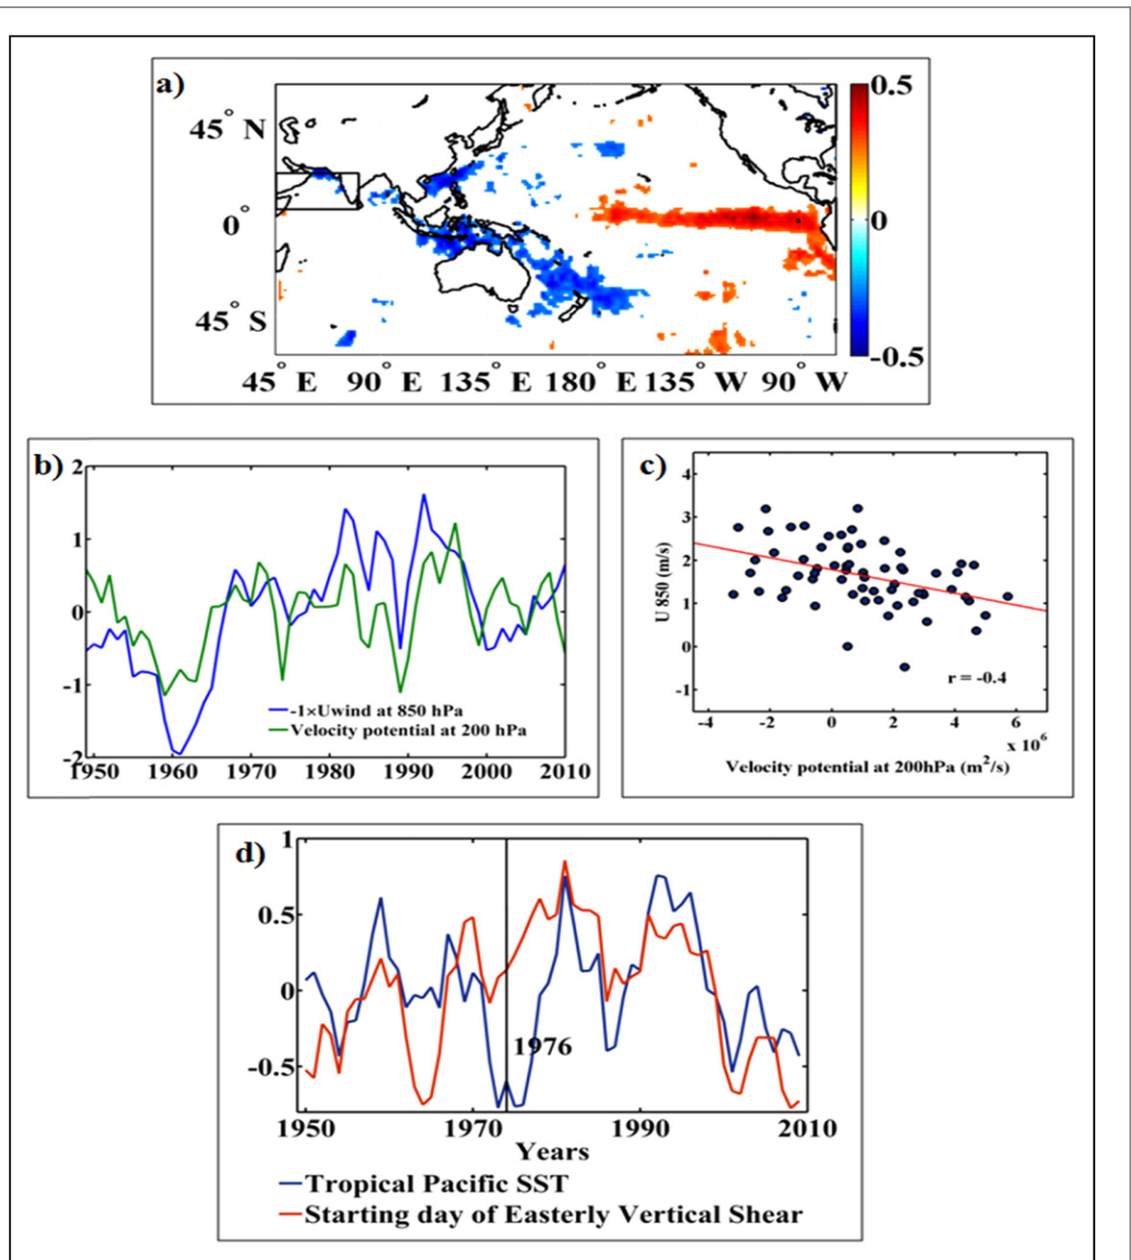 a)
0.5
0
-0.5
45° N
0°
45° S
45° E 90° E 135° E 180° E 135° W 90° W
b)
2
1
0
-1
-2
-1×Uwind at 850 hPa
Velocity potential at 200 hPa
1950 1960 1970 1980 1990 2000 2010
c)
4
3
2
1
0
-1
U 850 (m/s)
r = -0.4
-4 -2 0 2 4 6
x 10⁶
Velocity potential at 200hPa (m²/s)
d)
1
0.5
0
-0.5
1976
1950 1970 1990 2010
Years
Tropical Pacific SST
Starting day of Easterly Vertical Shear